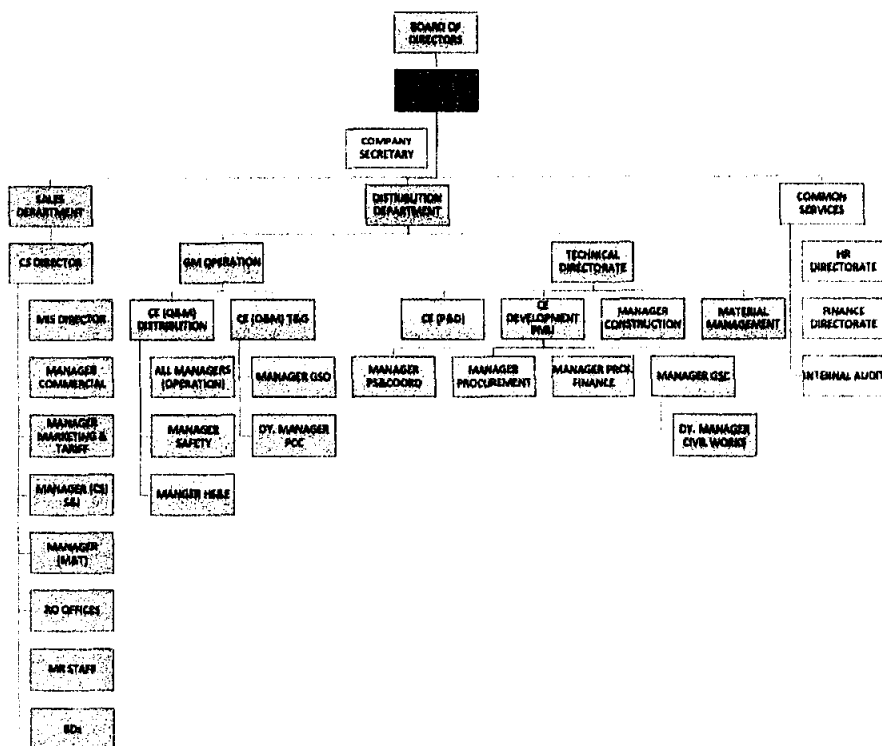 BOARD OF
DIRECTORS
COMPANY
SECRETARY
SALES
DEPARTMENT
DISTRIBUTION
DEPARTMENT
COMMON
SERVICES
CS DIRECTOR
GM OPERATION
TECHNICAL
DIRECTORATE
HR
DIRECTORATE
MIS DIRECTOR
CE (O&M)
DISTRIBUTION
CE (O&M) T&G
CE (P&D)
CE
DEVELOPMENT
MANAGER
CONSTRUCTION
MATERIAL
MANAGEMENT
FINANCE
DIRECTORATE
MANAGER
COMMERCIAL
ALL MANAGERS
(OPERATION)
MANAGER GSO
MANAGER
PS&COORD
MANAGER
PROCUREMENT
MANAGER PROJ.
FINANCE
MANAGER GSC
INTERNAL AUDIT
MANAGER
MARKETING &
TARIFF
MANAGER
SAFETY
DY. MANAGER
PCC
DY. MANAGER
CIVIL WORKS
MANAGER (CS)
S&I
MANGER HS&E
MANAGER
(M&T)
RO OFFICES
MR STAFF
BDs